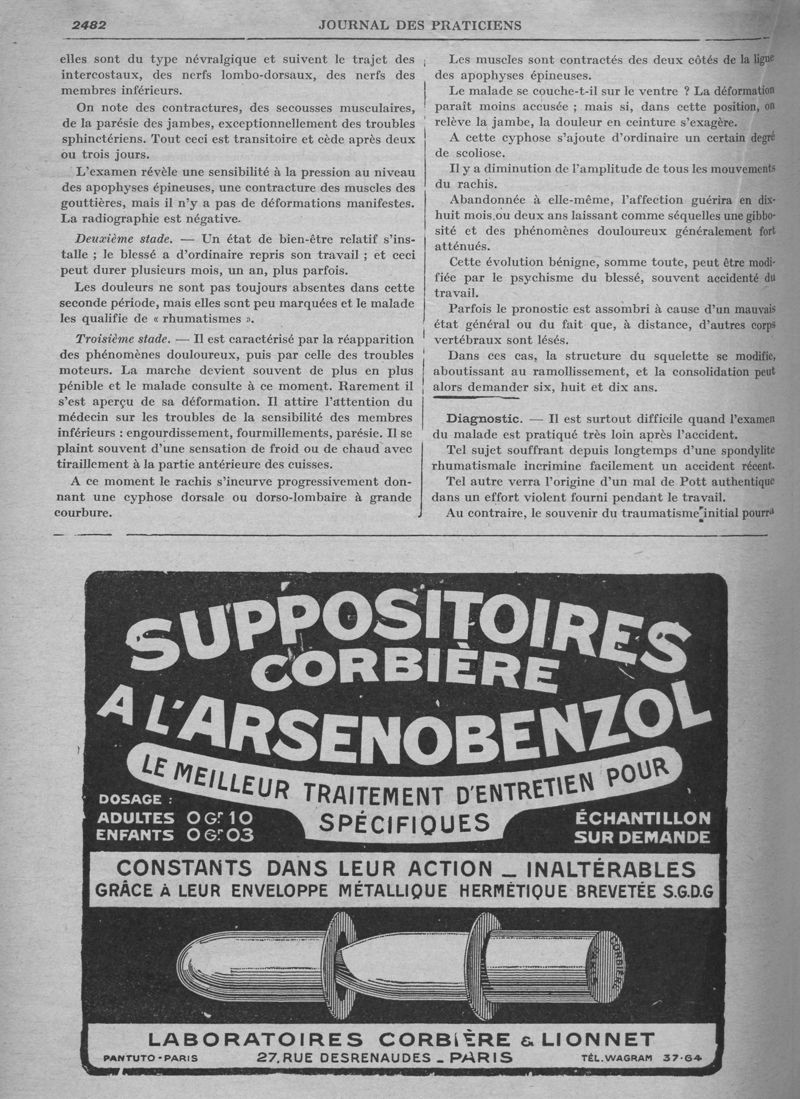 2482
JOURNAL DES PRATICIENS
elles sont du type névralgique et suivent le trajet des
intercostaux, des nerfs lombo-dorsaux, des nerfs des
membres inférieurs.
On note des contractures, des secousses musculaires,
de la parésie des jambes, exceptionnellement des troubles
sphinctériens. Tout ceci est transitoire et cède après deux
ou trois jours.
L'examen révèle une sensibilité à la pression au niveau
des apophyses épineuses, une contracture des muscles des
gouttières, mais il n'y a pas de déformations manifestes.
La radiographie est négative.
Deuxième stade. — Un état de bien-être relatif s'ins-
talle ; le blessé a d'ordinaire repris son travail ; et ceci
peut durer plusieurs mois, un an, plus parfois.
Les douleurs ne sont pas toujours absentes dans cette
seconde période, mais elles sont peu marquées et le malade
les qualifie de « rhumatismes ».
Troisième stade. — Il est caractérisé par la réapparition
des phénomènes douloureux, puis par celle des troubles
moteurs. La marche devient souvent de plus en plus
pénible et le malade consulte à ce moment. Rarement il
s'est aperçu de sa déformation. Il attire l'attention du
médecin sur les troubles de la sensibilité des membres
inférieurs : engourdissement, fourmillements, parésie. Il se
plaint souvent d'une sensation de froid ou de chaud avec
tiraillement à la partie antérieure des cuisses.
A ce moment le rachis s'incurve progressivement don-
nant une cyphose dorsale ou dorso-lombaire à grande
courbure.
Les muscles sont contractés des deux côtés de la ligne
des apophyses épineuses.
Le malade se couche-t-il sur le ventre ? La déformation
paraît moins accusée ; mais si, dans cette position, on
relève la jambe, la douleur en ceinture s'exagère.
A cette cyphose s'ajoute d'ordinaire un certain degré
de scoliose.
Il y a diminution de l'amplitude de tous les mouvements
du rachis.
Abandonnée à elle-même, l'affection guérira en dix-
huit mois ou deux ans laissant comme séquelles une gibbo-
sité et des phénomènes douloureux généralement fort
atténués.
Cette évolution bénigne, somme toute, peut être modi-
fiée par le psychisme du blessé, souvent accidenté du
travail.
Parfois le pronostic est assombri à cause d'un mauvais
état général ou du fait que, à distance, d'autres corps
vertébraux sont lésés.
Dans ces cas, la structure du squelette se modifie,
aboutissant au ramollissement, et la consolidation peut
alors demander six, huit et dix ans.
Diagnostic. — Il est surtout difficile quand l'examen
du malade est pratiqué très loin après l'accident.
Tel sujet souffrant depuis longtemps d'une spondylite
rhumatismale incrimine facilement un accident récent.
Tel autre verra l'origine d'un mal de Pott authentique
dans un effort violent fourni pendant le travail.
Au contraire, le souvenir du traumatisme initial pourra
SUPPOSITOIRES
CORBIÈRE
A L'ARSENOBENZOL
LE MEILLEUR TRAITEMENT D'ENTRETIEN POUR
SPÉCIFIQUES
DOSAGE :
ADULTES 0Gr10
ENFANTS 0Gr03
ÉCHANTILLON
SUR DEMANDE
CONSTANTS DANS LEUR ACTION _ INALTÉRABLES
GRÂCE À LEUR ENVELOPPE MÉTALLIQUE HERMÉTIQUE BREVETÉE S.G.D.G
CORBIÈRE
PARIS
LABORATOIRES CORBIÈRE & LIONNET
PANTUTO - PARIS
27, RUE DESRENAUDES _ PARIS
TÉL. WAGRAM 37-64